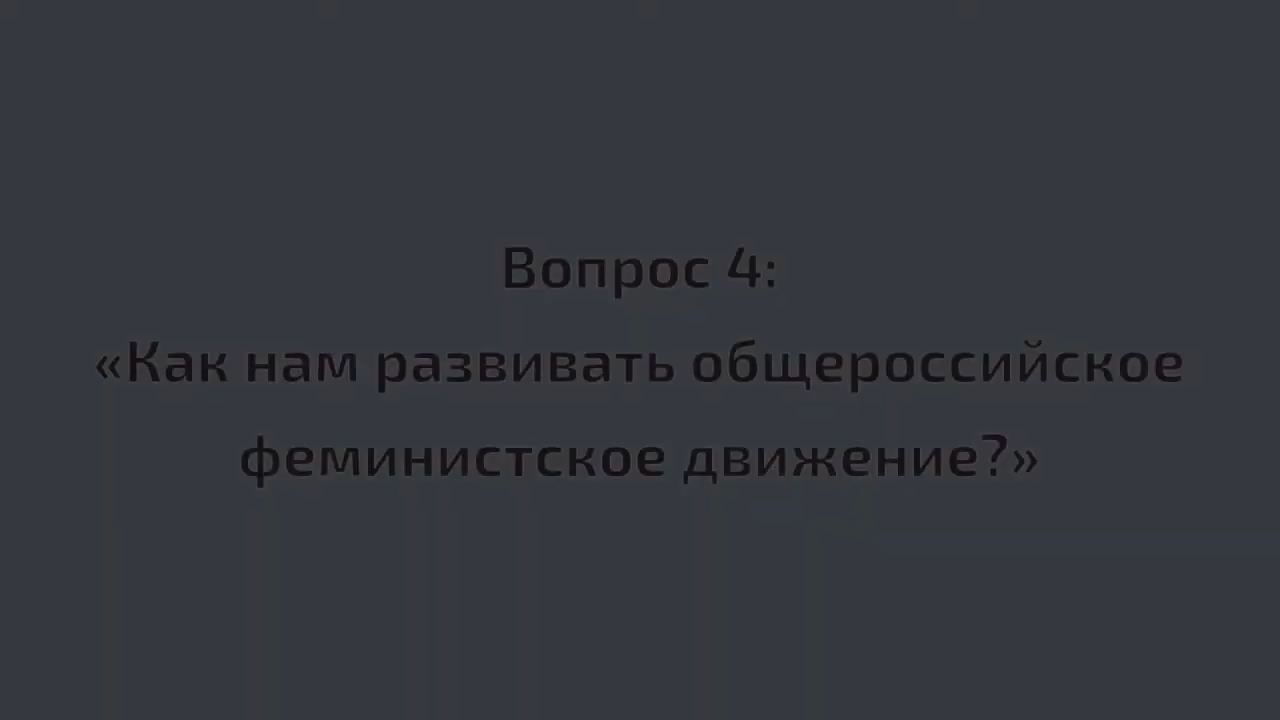 Вопрос 4:
«Как нам развивать общероссийское
феминистское движение?»